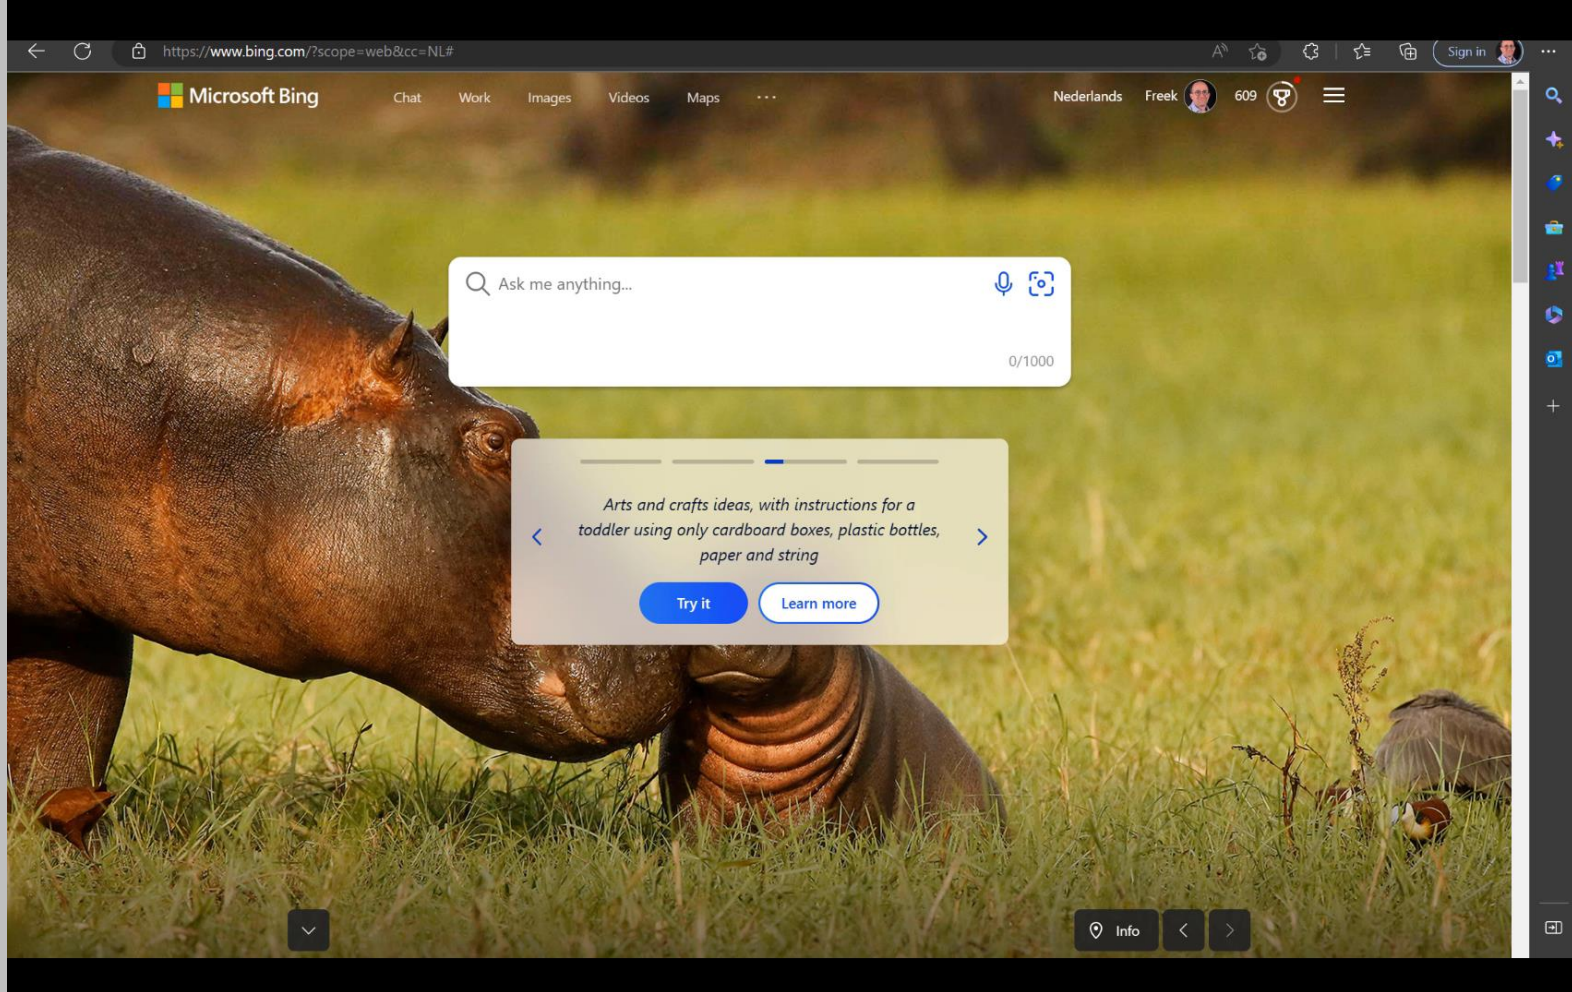 https://www.bing.com/?scope=web&cc=NL#
Sign in
Microsoft Bing
Chat
Work
Images
Videos
Maps
Nederlands
Freek
609
Ask me anything...
0/1000
Arts and crafts ideas, with instructions for a
toddler using only cardboard boxes, plastic bottles,
paper and string
Try it
Learn more
Info